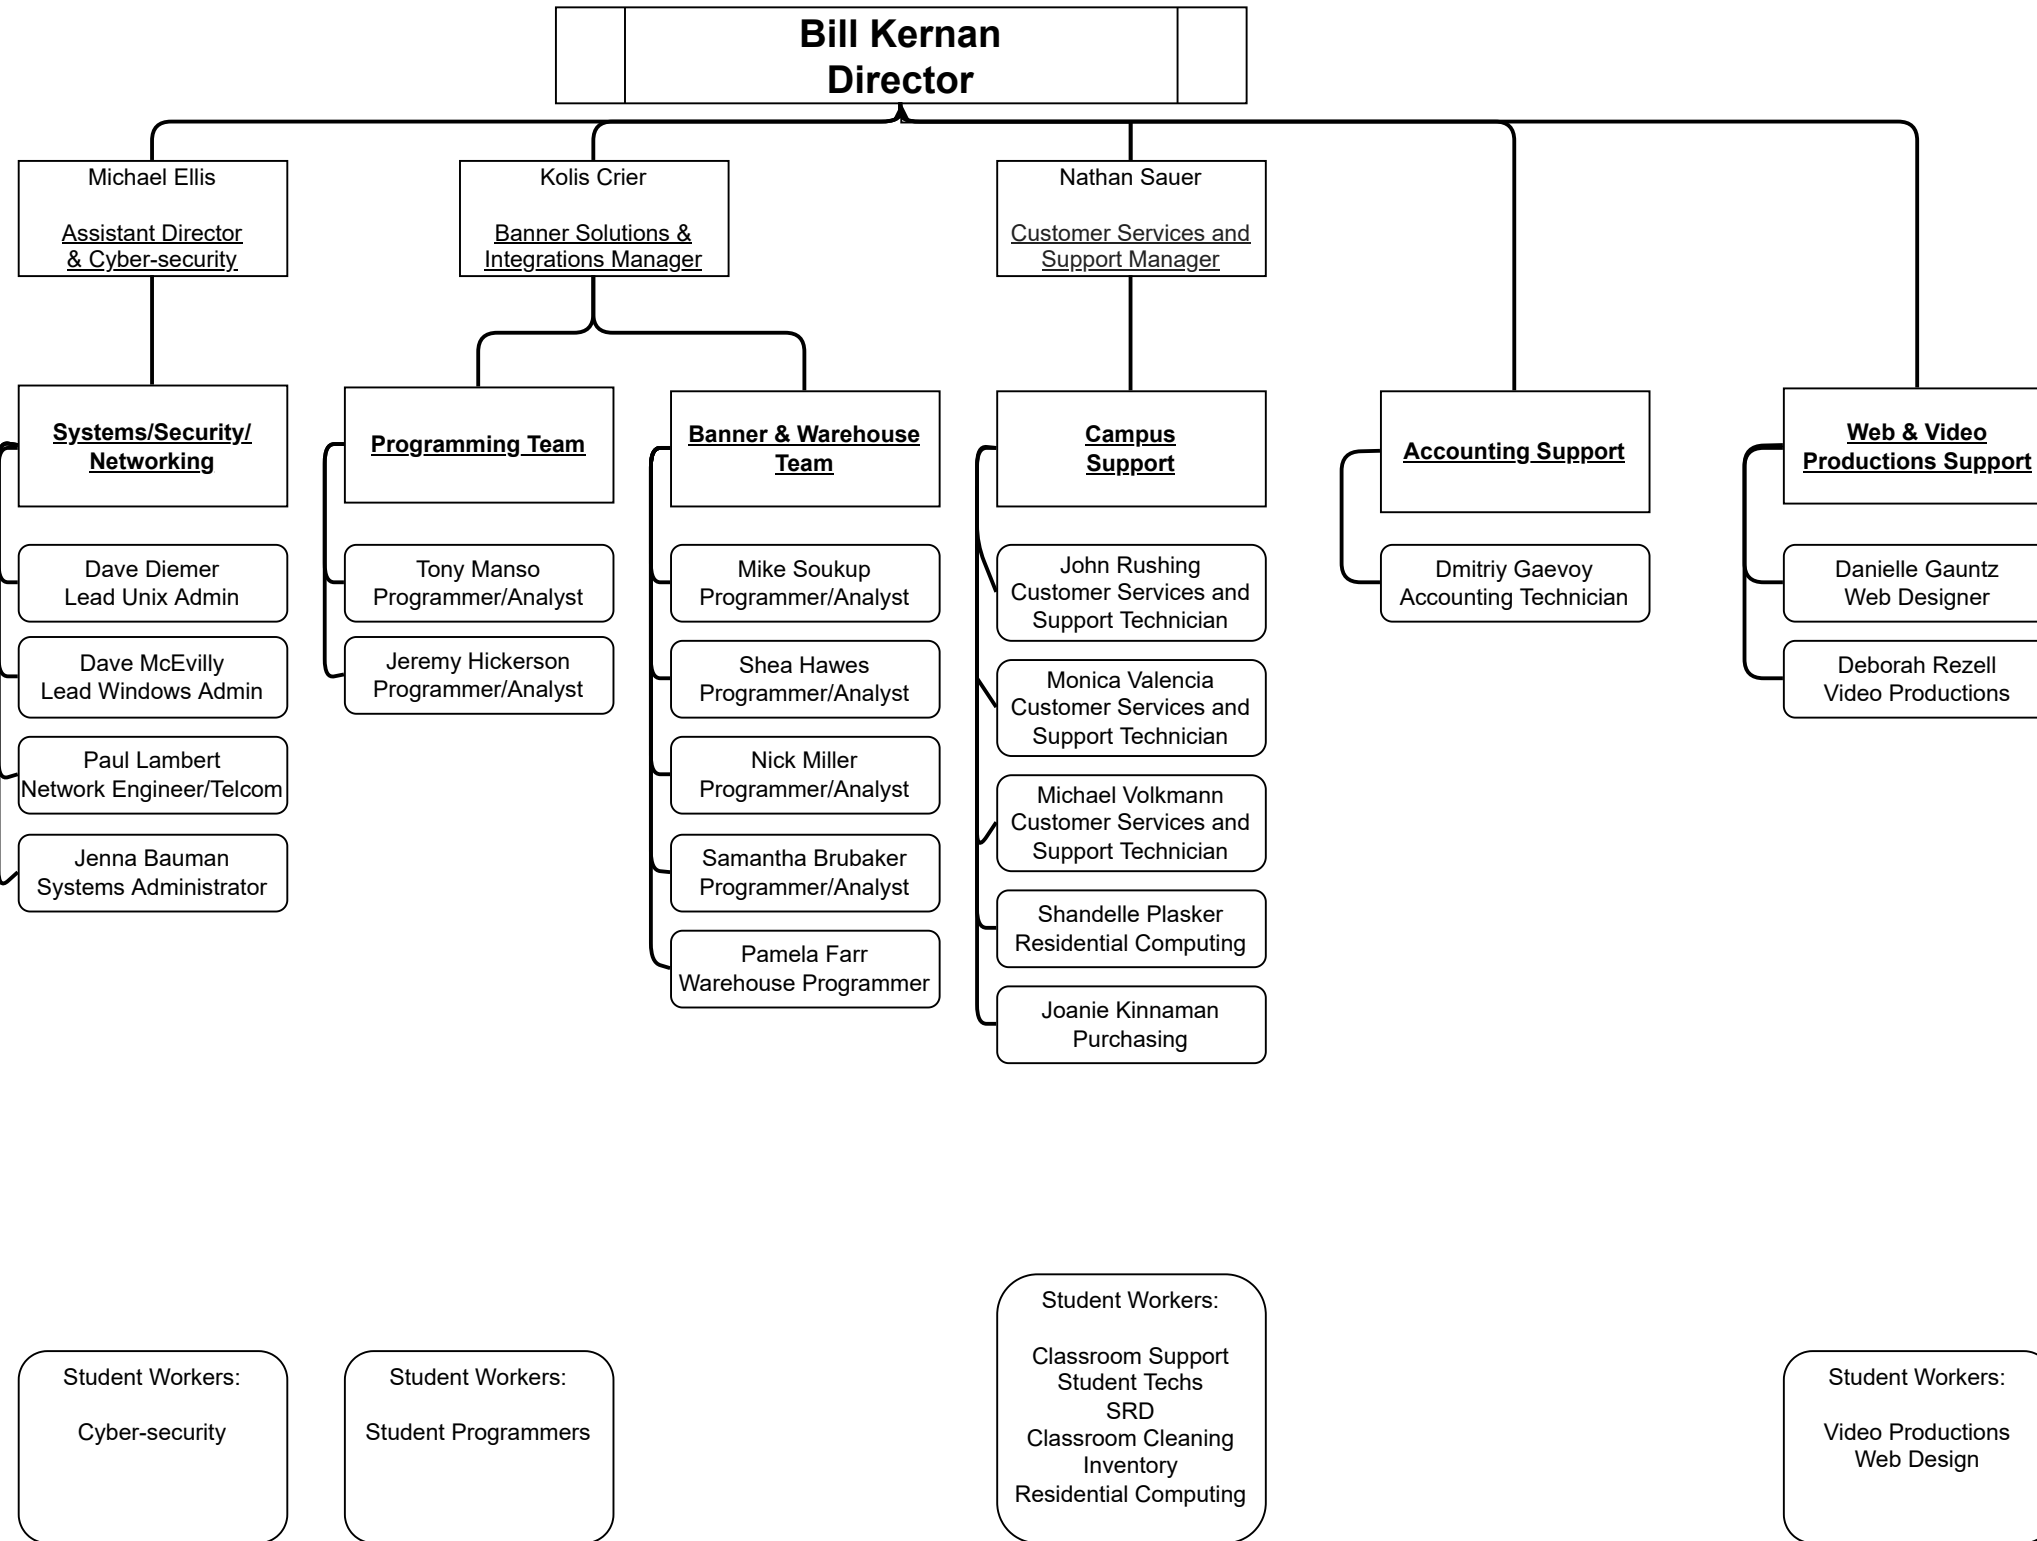 Bill Kernan
Director
Michael Ellis
Assistant Director
& Cyber-security
Kolis Crier
Banner Solutions &
Integrations Manager
Nathan Sauer
Customer Services and
Support Manager
Systems/Security/
Networking
Dave Diemer
Lead Unix Admin
Dave McEvilly
Lead Windows Admin
Paul Lambert
Network Engineer/Telcom
Jenna Bauman
Systems Administrator
Programming Team
Tony Manso
Programmer/Analyst
Jeremy Hickerson
Programmer/Analyst
Banner & Warehouse
Team
Mike Soukup
Programmer/Analyst
Shea Hawes
Programmer/Analyst
Nick Miller
Programmer/Analyst
Samantha Brubaker
Programmer/Analyst
Pamela Farr
Warehouse Programmer
Campus
Support
John Rushing
Customer Services and
Support Technician
Monica Valencia
Customer Services and
Support Technician
Michael Volkmann
Customer Services and
Support Technician
Shandelle Plasker
Residential Computing
Joanie Kinnaman
Purchasing
Accounting Support
Dmitriy Gaevoy
Accounting Technician
Web & Video
Productions Support
Danielle Gauntz
Web Designer
Deborah Rezell
Video Productions
Student Workers:
Cyber-security
Student Workers:
Student Programmers
Student Workers:
Classroom Support
Student Techs
SRD
Classroom Cleaning
Inventory
Residential Computing
Student Workers:
Video Productions
Web Design